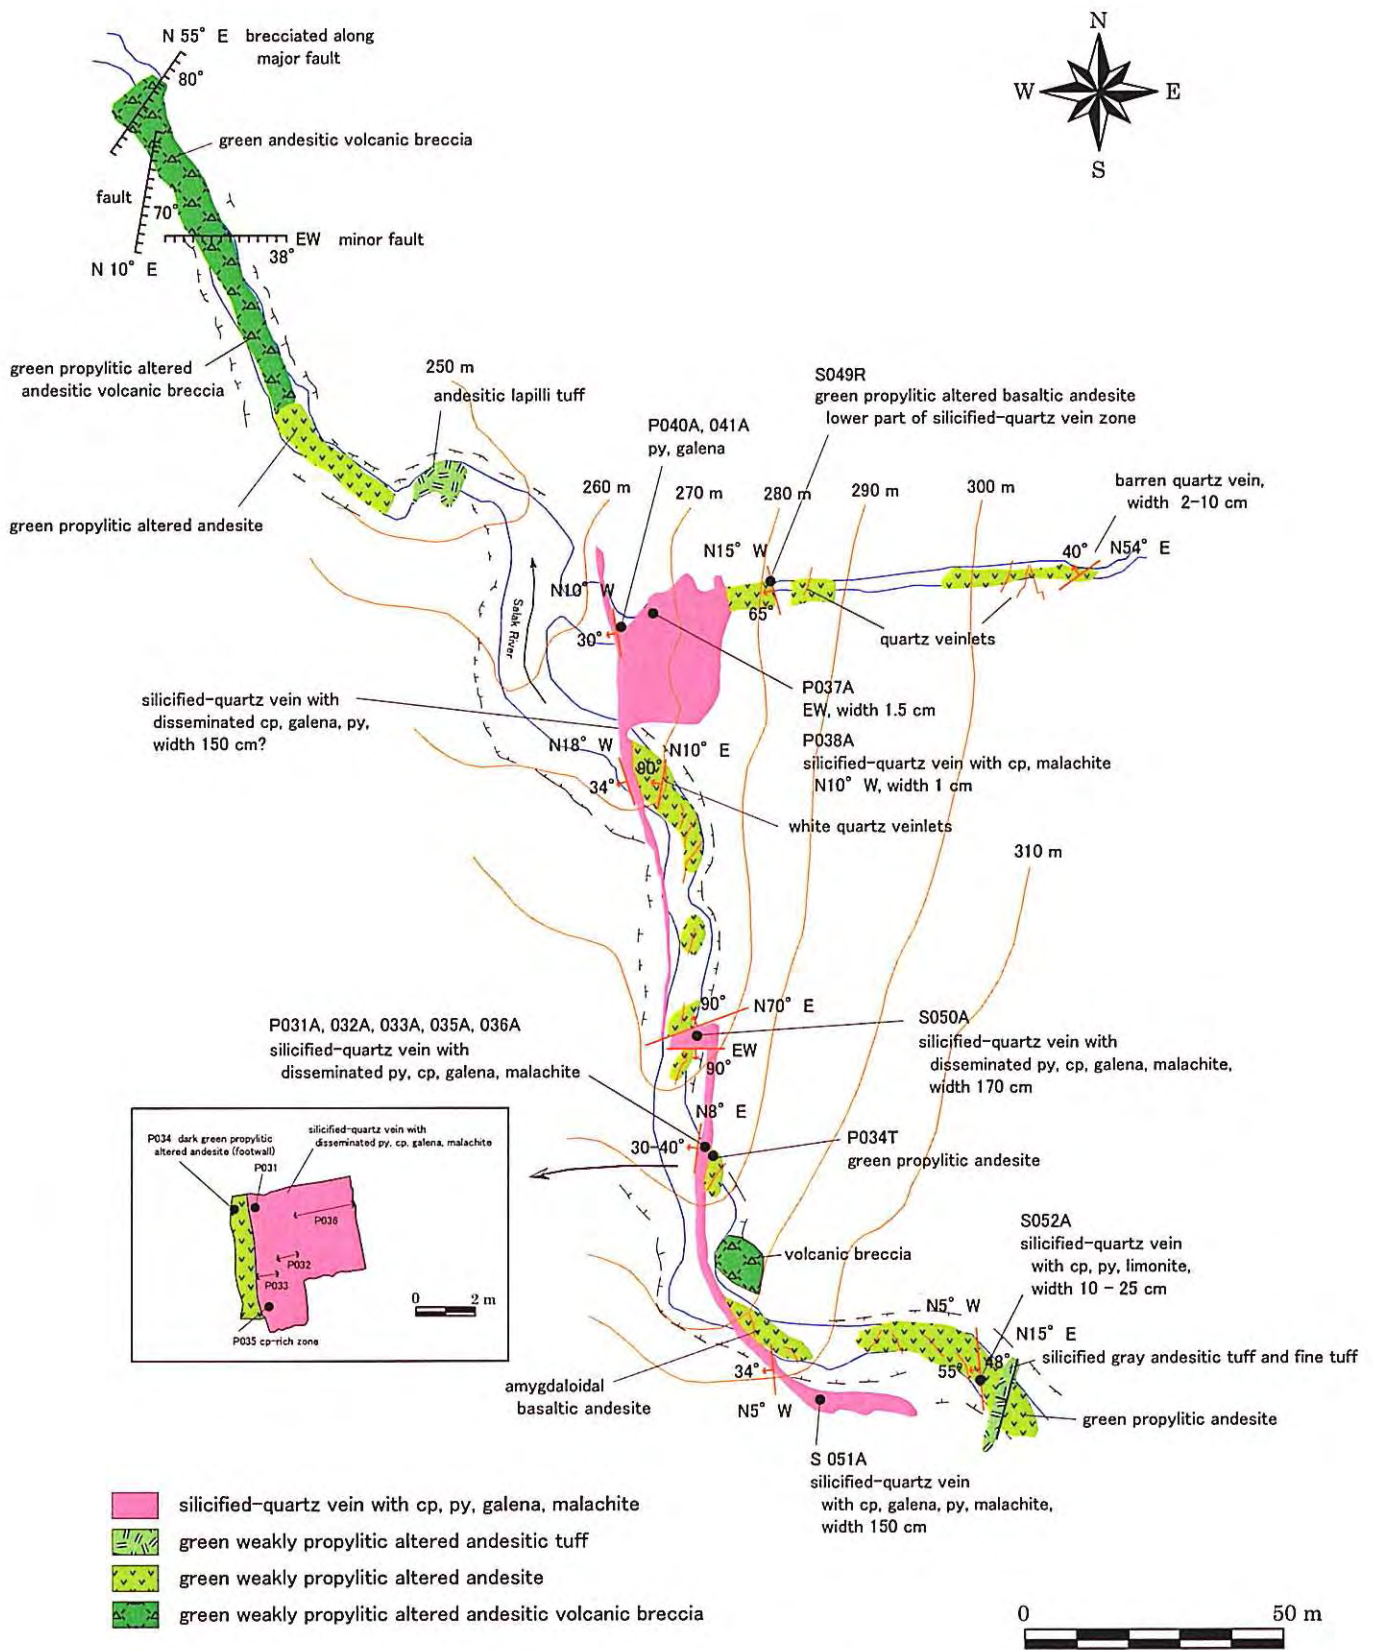 N 55° E brecciated along
major fault
80°
N
W
E
S
green andesitic volcanic breccia
fault
70°
EW minor fault
38°
N 10° E
green propylitic altered
andesitic volcanic breccia
250 m
andesitic lapilli tuff
S049R
green propylitic altered basaltic andesite
lower part of silicified-quartz vein zone
P040A, 041A
py, galena
260 m
270 m
280 m
290 m
300 m
barren quartz vein,
width 2-10 cm
green propylitic altered andesite
N15° W
40°
N54° E
N10° W
65°
30°
Salak River
quartz veinlets
P037A
EW, width 1.5 cm
silicified-quartz vein with
disseminated cp, galena, py,
width 150 cm?
P038A
silicified-quartz vein with cp, malachite
N10° W, width 1 cm
N18° W
N10° E
90°
34°
white quartz veinlets
310 m
90°
N70° E
P031A, 032A, 033A, 035A, 036A
silicified-quartz vein with
disseminated py, cp, galena, malachite
S050A
silicified-quartz vein with
disseminated py, cp, galena, malachite,
width 170 cm
EW
90°
N8° E
30-40°
P034T
green propylitic andesite
P034 dark green propylitic
altered andesite (footwall)
silicified-quartz vein with
disseminated py, cp, galena, malachite
P031
P036
P032
P033
0 2 m
P035 cp-rich zone
volcanic breccia
S052A
silicified-quartz vein
with cp, py, limonite,
width 10 - 25 cm
N5° W
N15° E
48°
silicified gray andesitic tuff and fine tuff
55°
34°
amygdaloidal
basaltic andesite
N5° W
green propylitic andesite
S 051A
silicified-quartz vein
with cp, galena, py, malachite,
width 150 cm
silicified-quartz vein with cp, py, galena, malachite
green weakly propylitic altered andesitic tuff
green weakly propylitic altered andesite
green weakly propylitic altered andesitic volcanic breccia
0 50 m